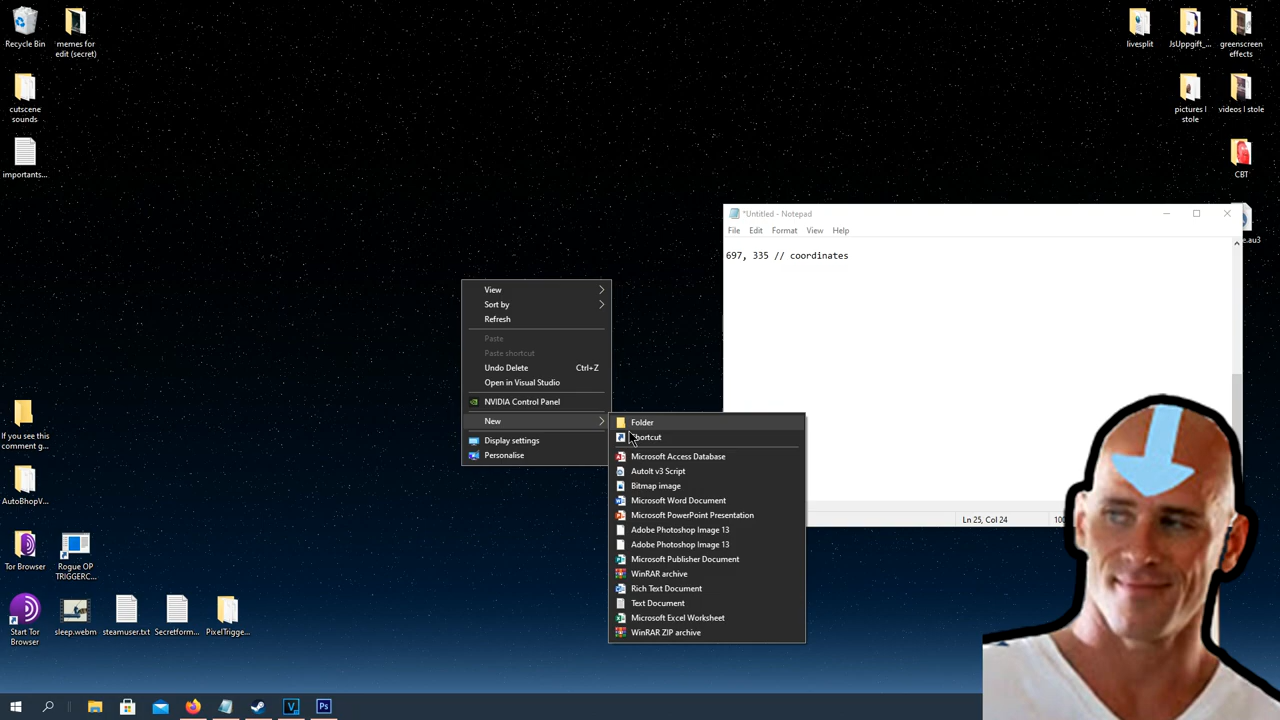 Recycle Bin
memes for
edit (secret)
livesplit
JsUppgift_...
greenscreen
effects
cutscene
sounds
pictures I
stole
videos I stole
importants...
CBT
*Untitled - Notepad
File Edit Format View Help
.au3
697, 335 // coordinates
View
Sort by
Refresh
Paste
Paste shortcut
Undo Delete Ctrl+Z
Open in Visual Studio
NVIDIA Control Panel
New
Display settings
Personalise
Folder
Microsoft Access Database
AutoIt v3 Script
Bitmap image
Microsoft Word Document
Microsoft PowerPoint Presentation
Adobe Photoshop Image 13
Adobe Photoshop Image 13
Microsoft Publisher Document
WinRAR archive
Rich Text Document
Text Document
Microsoft Excel Worksheet
WinRAR ZIP archive
Ln 25, Col 24
If you see this
comment g...
AutoBhopV...
Tor Browser
Rogue OP
TRIGGERC...
Start Tor
Browser
sleep.webm
steamuser.txt
Secretform...
PixelTrigge...